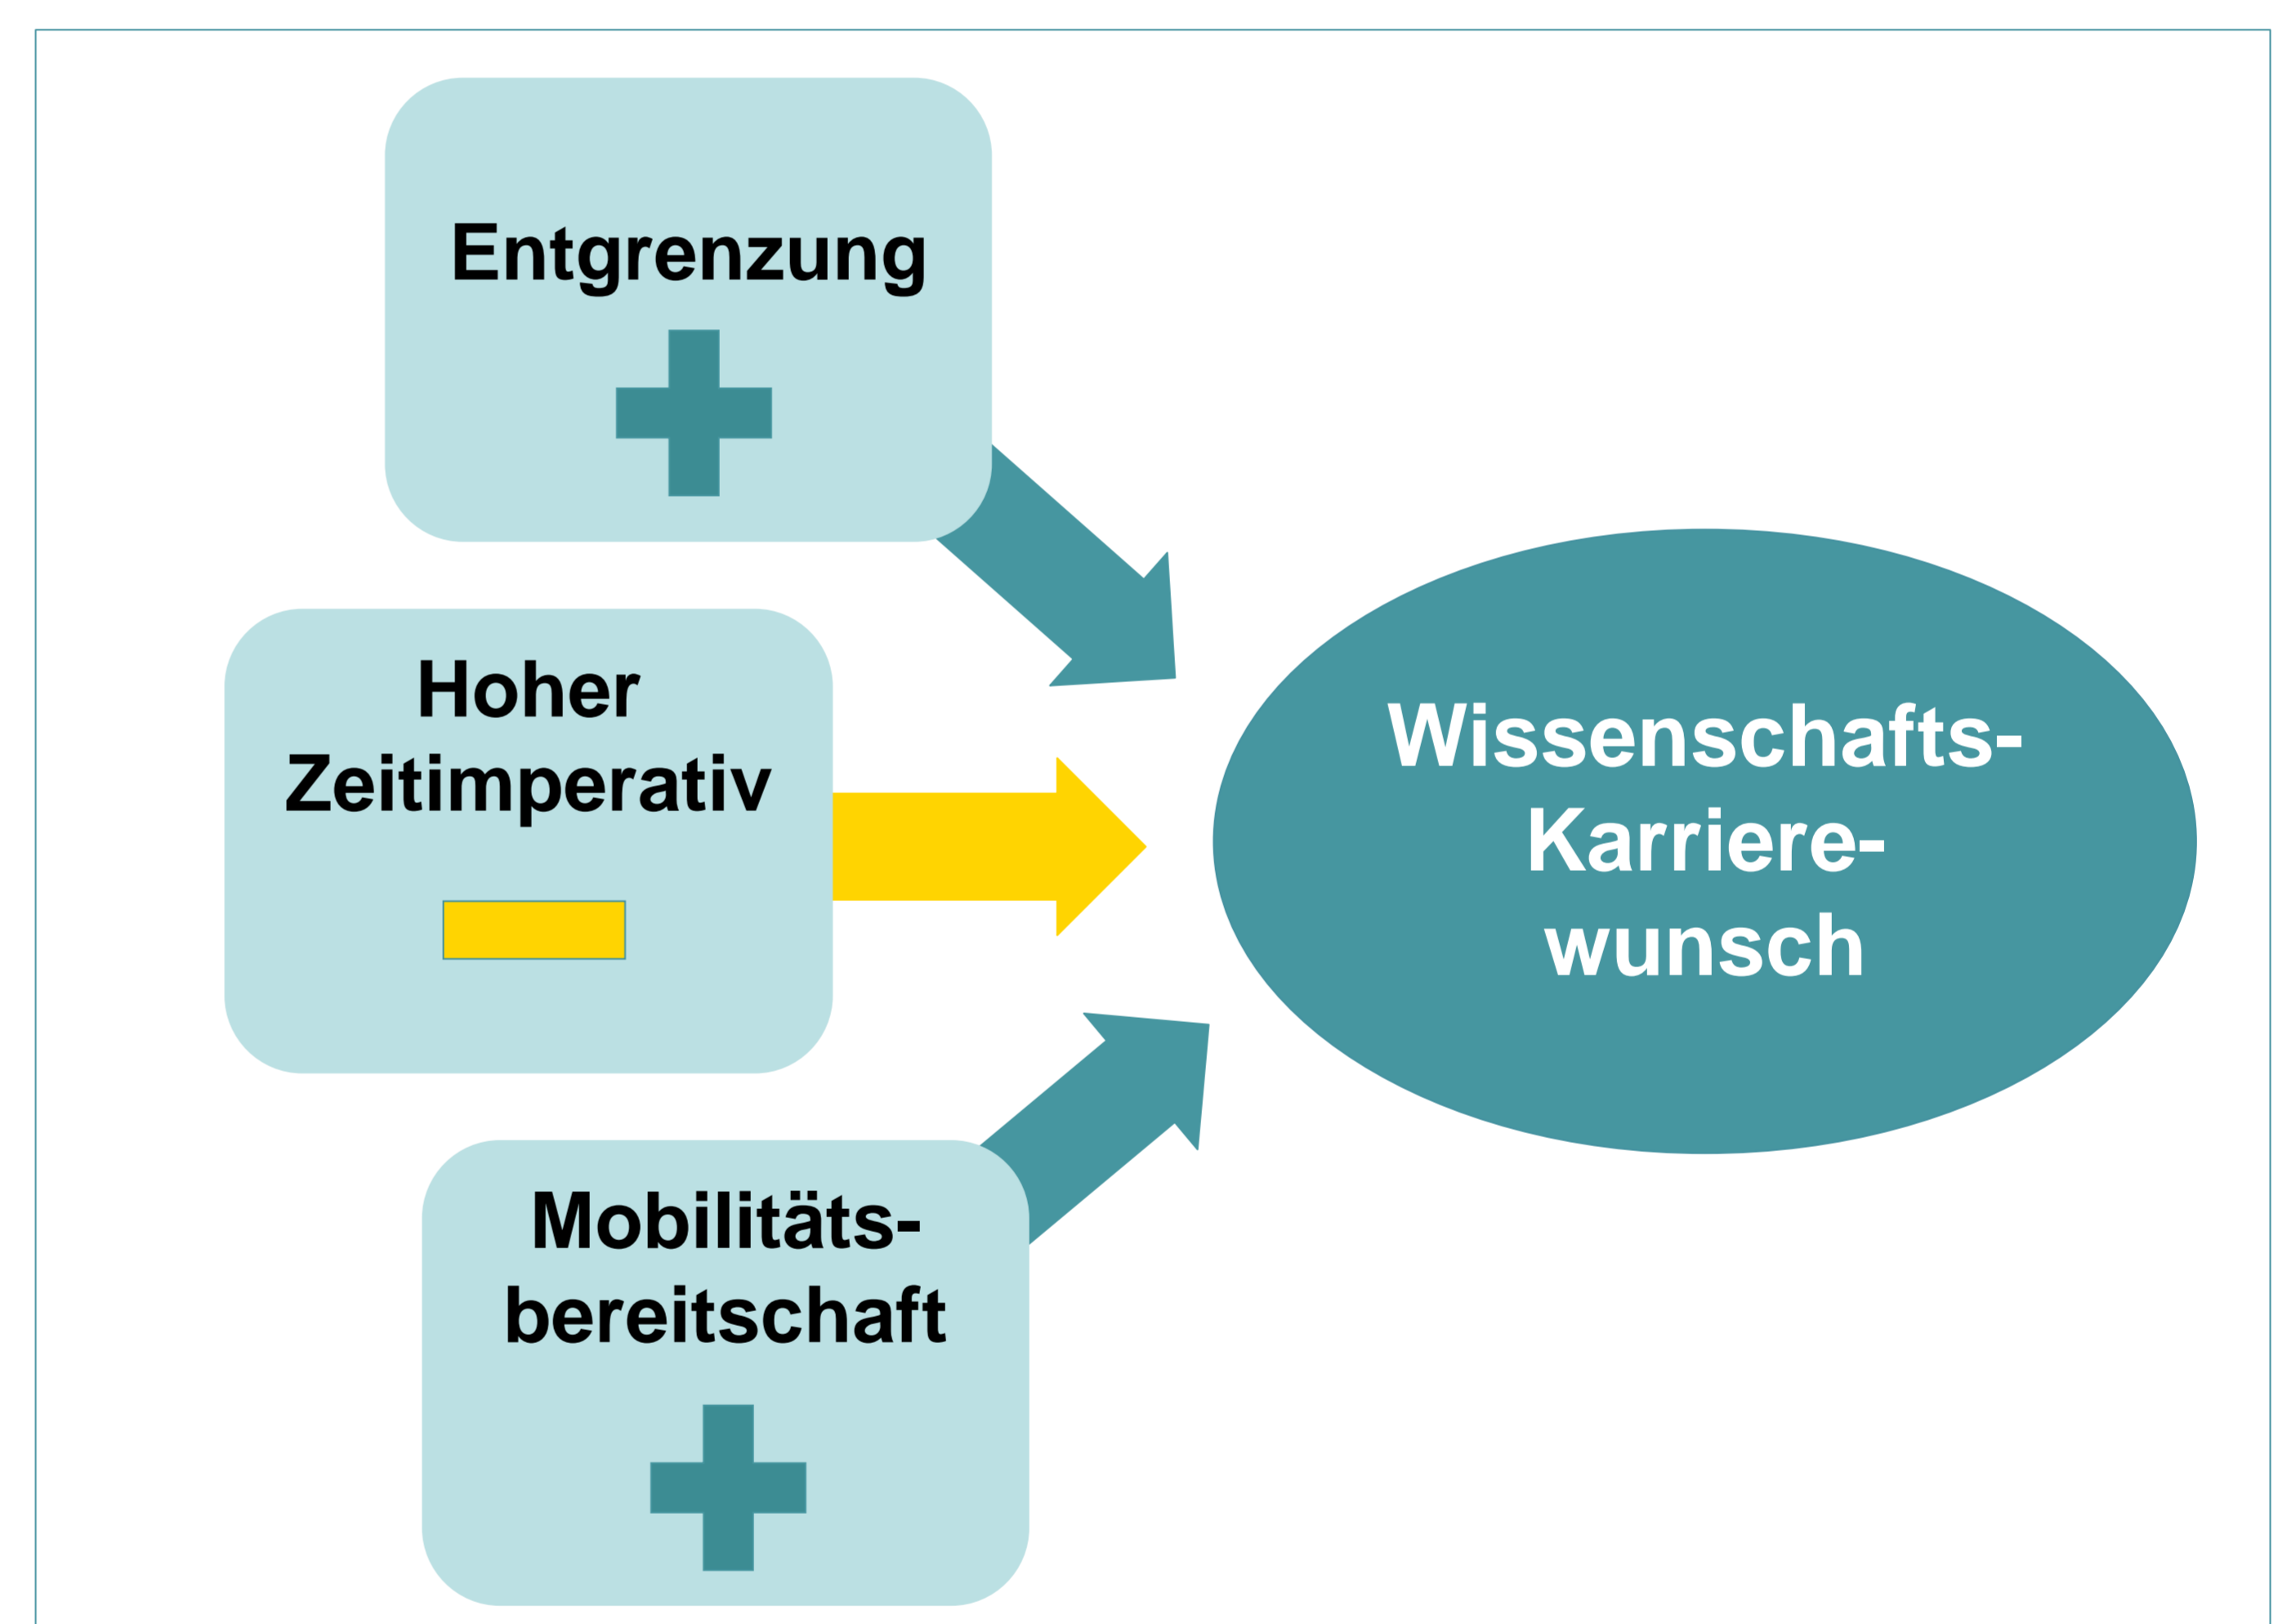 Entgrenzung
Hoher
Zeitimperativ
Mobilitäts-
bereitschaft
Wissenschafts-
Karriere-
wunsch